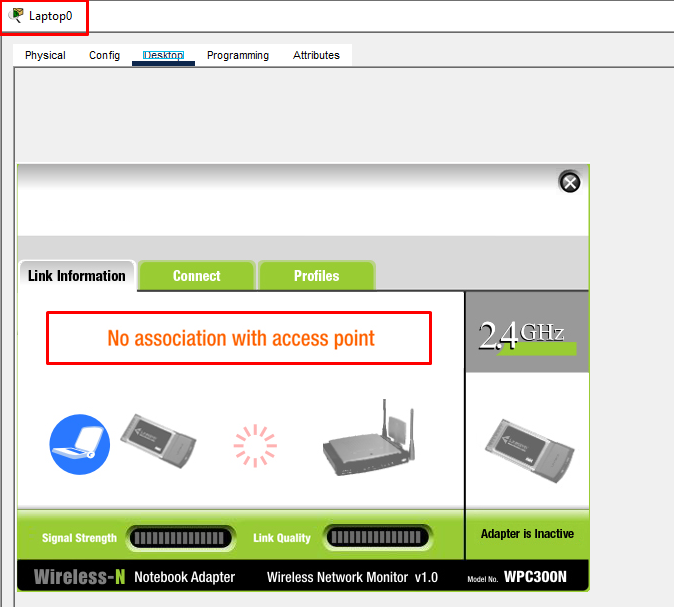 Laptop0
Physical Config Desktop Programming Attributes
Link Information Connect Profiles
No association with access point
2.4GHz
Signal Strength Link Quality Adapter is Inactive
Wireless-N Notebook Adapter Wireless Network Monitor v1.0 Model No. WPC300N